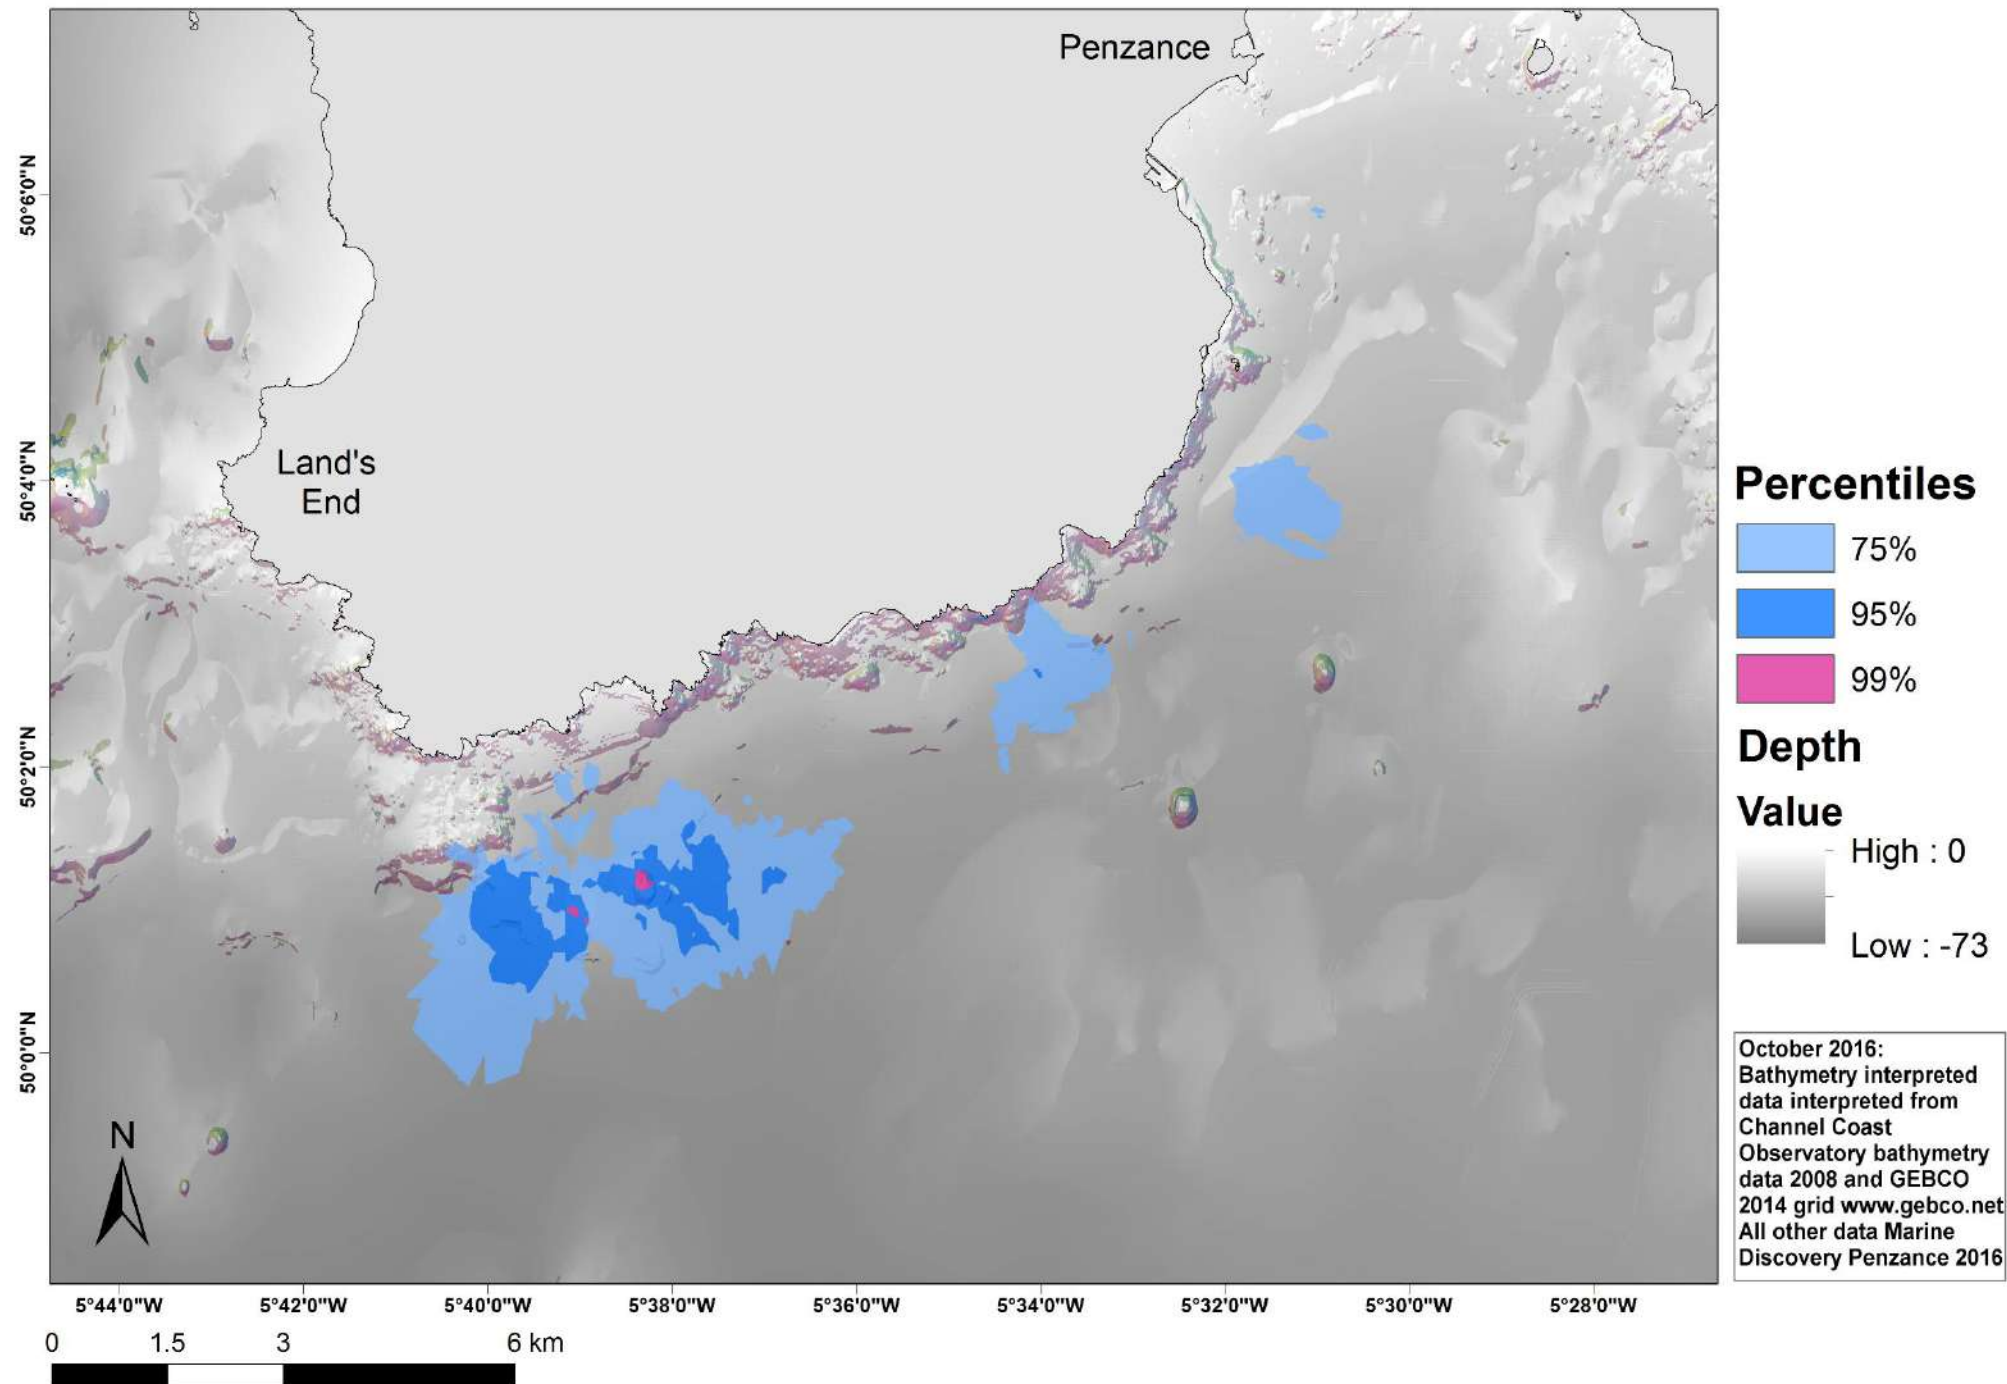 Penzance
Land's
End
50°6'0"N
50°4'0"N
50°2'0"N
50°0'0"N
N
5°44'0"W
5°42'0"W
5°40'0"W
5°38'0"W
5°36'0"W
5°34'0"W
5°32'0"W
5°30'0"W
5°28'0"W
0
1.5
3
6 km
Percentiles
75%
95%
99%
Depth
Value
High : 0
Low : -73
October 2016:
Bathymetry interpreted
data interpreted from
Channel Coast
Observatory bathymetry
data 2008 and GEBCO
2014 grid www.gebco.net
All other data Marine
Discovery Penzance 2016